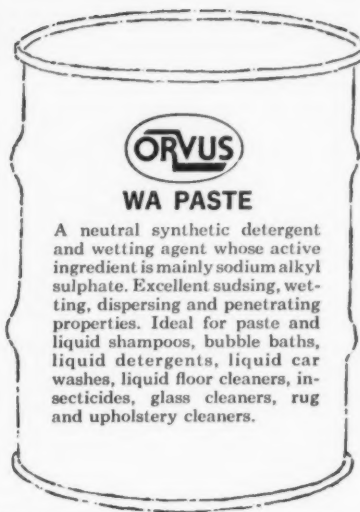 ORVUS
WA PASTE
A neutral synthetic detergent
and wetting agent whose active
ingredient is mainly sodium alkyl
sulphate. Excellent sudsing, wet-
ting, dispersing and penetrating
properties. Ideal for paste and
liquid shampoos, bubble baths,
liquid detergents, liquid car
washes, liquid floor cleaners, in-
secticides, glass cleaners, rug
and upholstery cleaners.